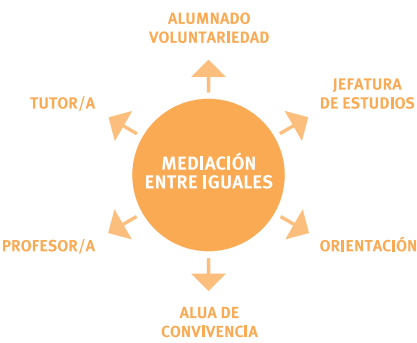 ALUMNADO
VOLUNTARIEDAD
JEFATURA
DE ESTUDIOS
TUTOR/A
MEDIACIÓN
ENTRE IGUALES
PROFESOR/A
ORIENTACIÓN
ALUA DE
CONVIVENCIA